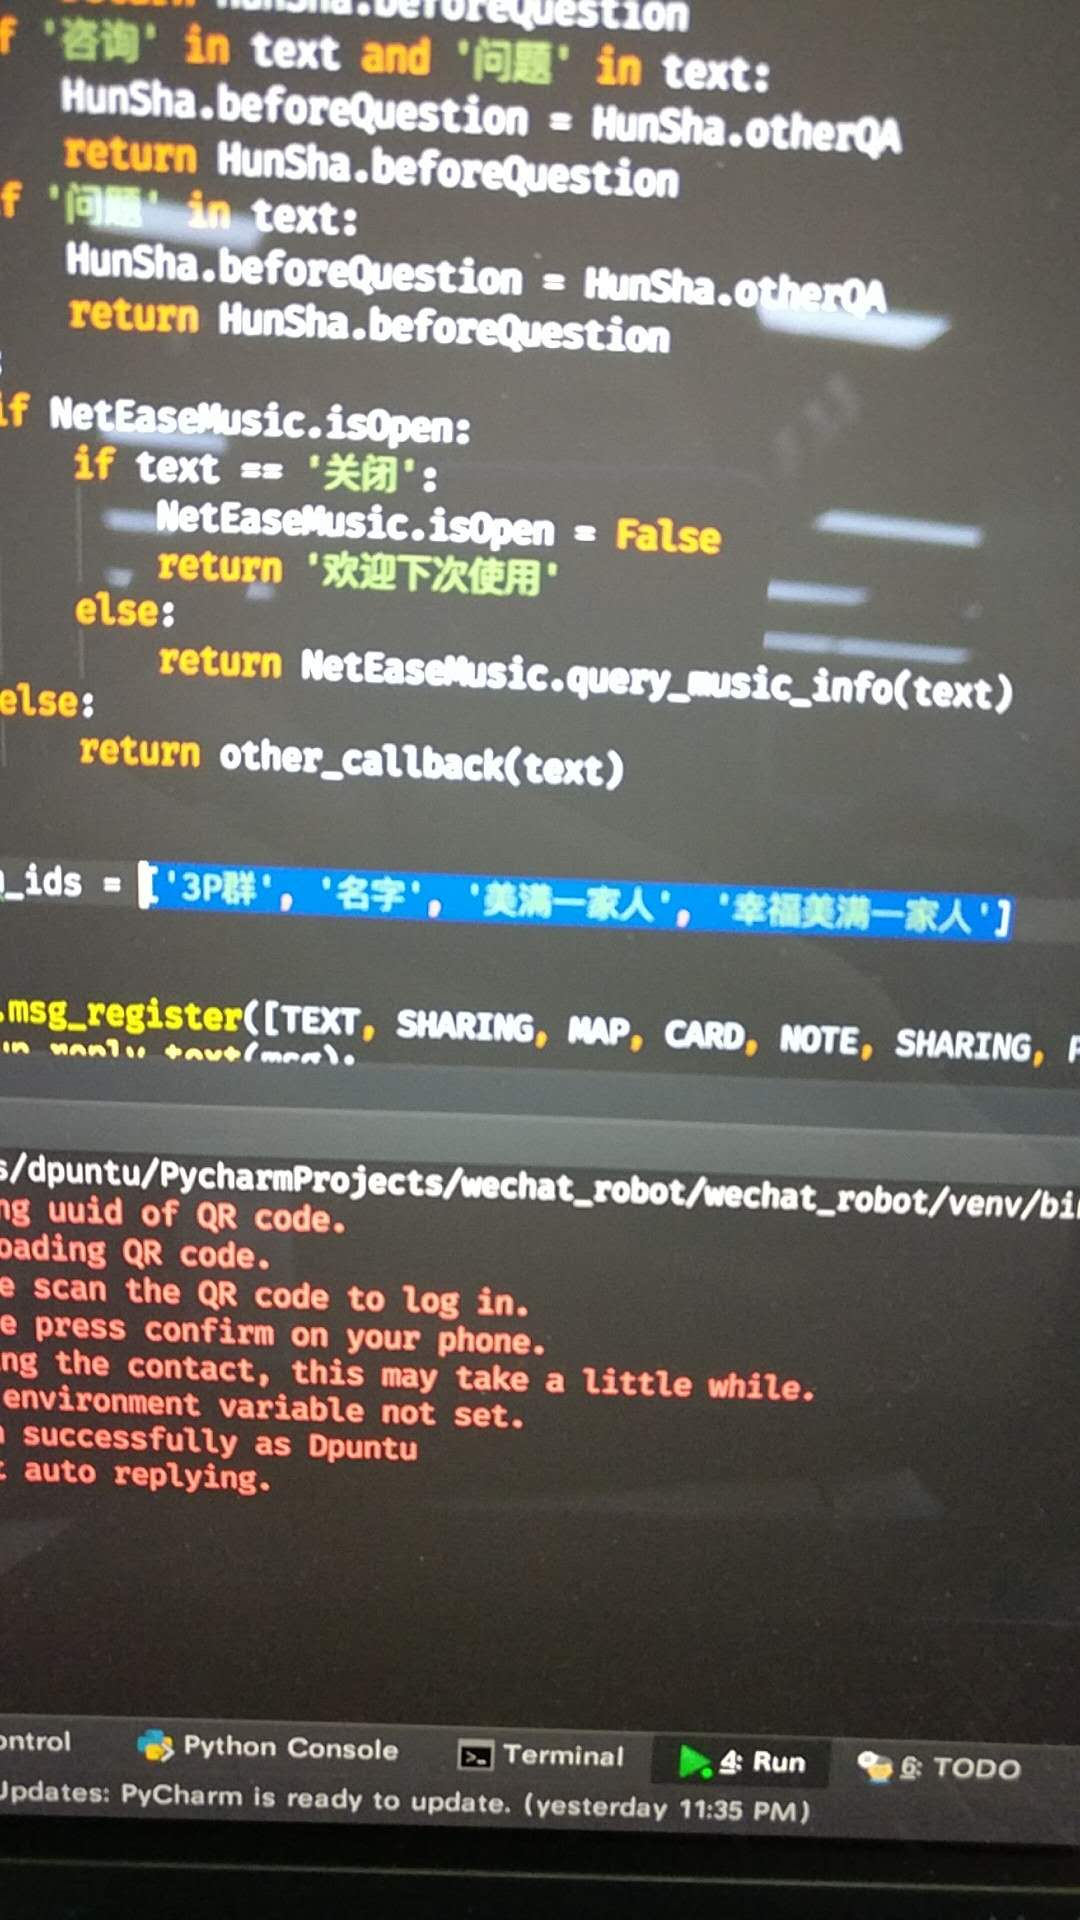 return HunSha.beforeQuestion
f '咨询' in text and '问题' in text:
HunSha.beforeQuestion = HunSha.otherQA
return HunSha.beforeQuestion
f '问题' in text:
HunSha.beforeQuestion = HunSha.otherQA
return HunSha.beforeQuestion
if NetEaseMusic.isOpen:
if text == '关闭':
NetEaseMusic.isOpen = False
return '欢迎下次使用'
else:
return NetEaseMusic.query_music_info(text)
else:
return other_callback(text)
_ids = ['3P群', '名字', '美满一家人', '幸福美满一家人']
.msg_register([TEXT, SHARING, MAP, CARD, NOTE, SHARING,
reply_text(msg):
s/dpuntu/PycharmProjects/wechat_robot/wechat_robot/venv/bin
ng uuid of QR code.
oading QR code.
e scan the QR code to log in.
e press confirm on your phone.
ng the contact, this may take a little while.
environment variable not set.
n successfully as Dpuntu
t auto replying.
ontrol Python Console Terminal 4: Run 6: TODO
Updates: PyCharm is ready to update. (yesterday 11:35 PM)